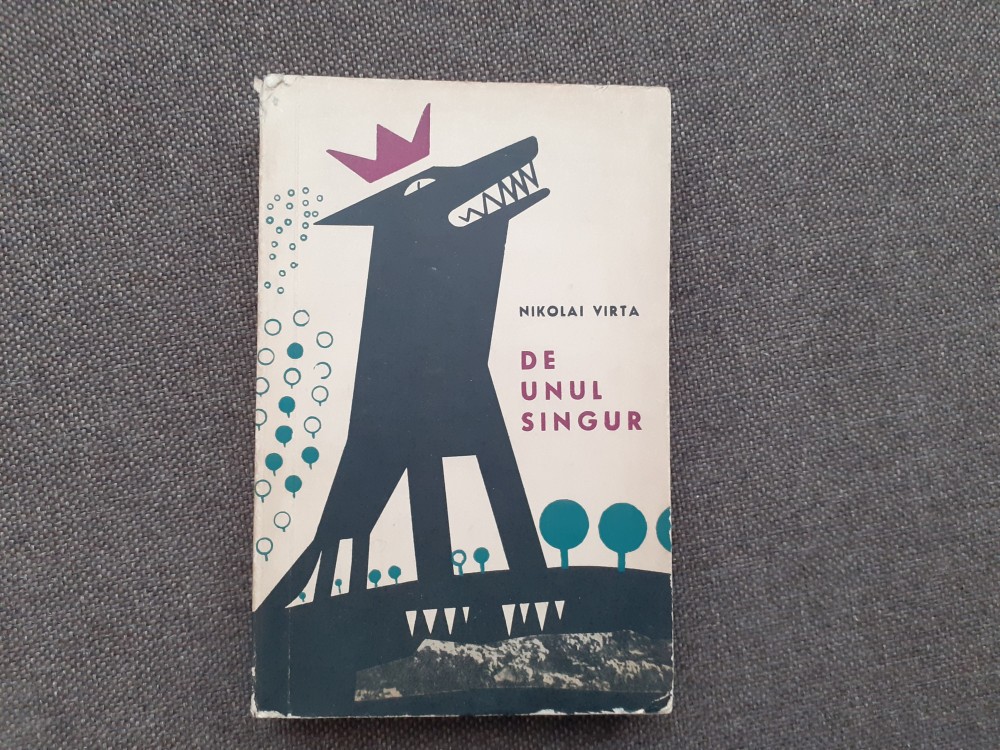 NIKOLAI VIRTA
DE
UNUL
SINGUR